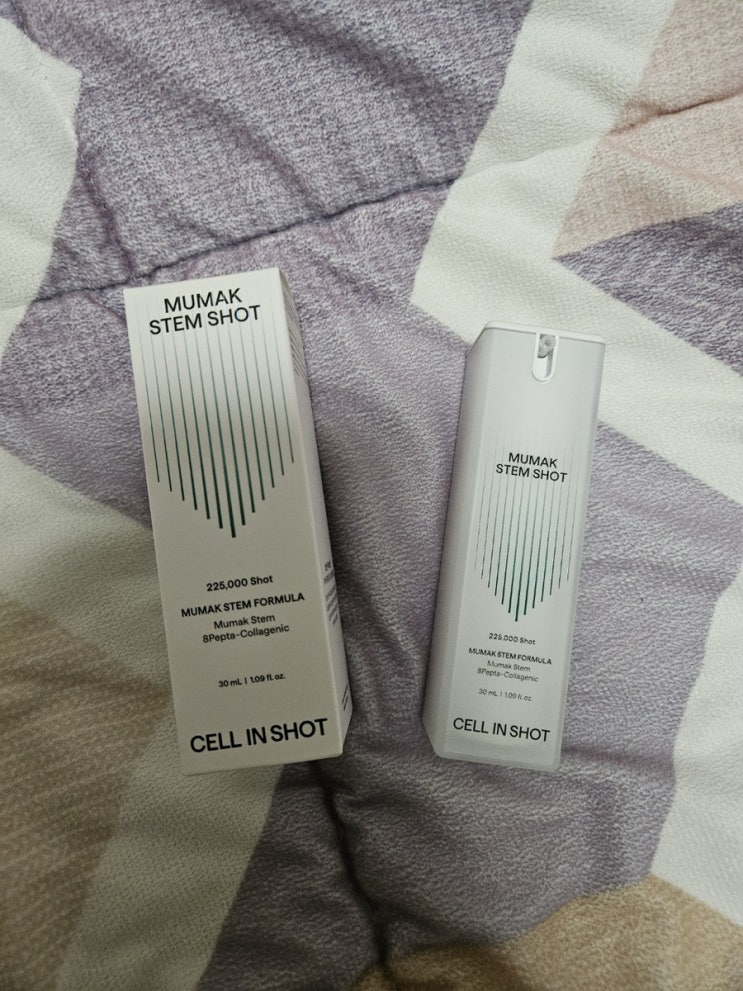 MUMAK
STEM SHOT
225,000 Shot
MUMAK STEM FORMULA
Mumak Stem
8Pepta-Collagenic
30 mL | 1.09 fl. oz.
CELL IN SHOT
MUMAK
STEM SHOT
225,000 Shot
MUMAK STEM FORMULA
Mumak Stem
8Pepta-Collagenic
30 mL | 1.09 fl. oz.
CELL IN SHOT